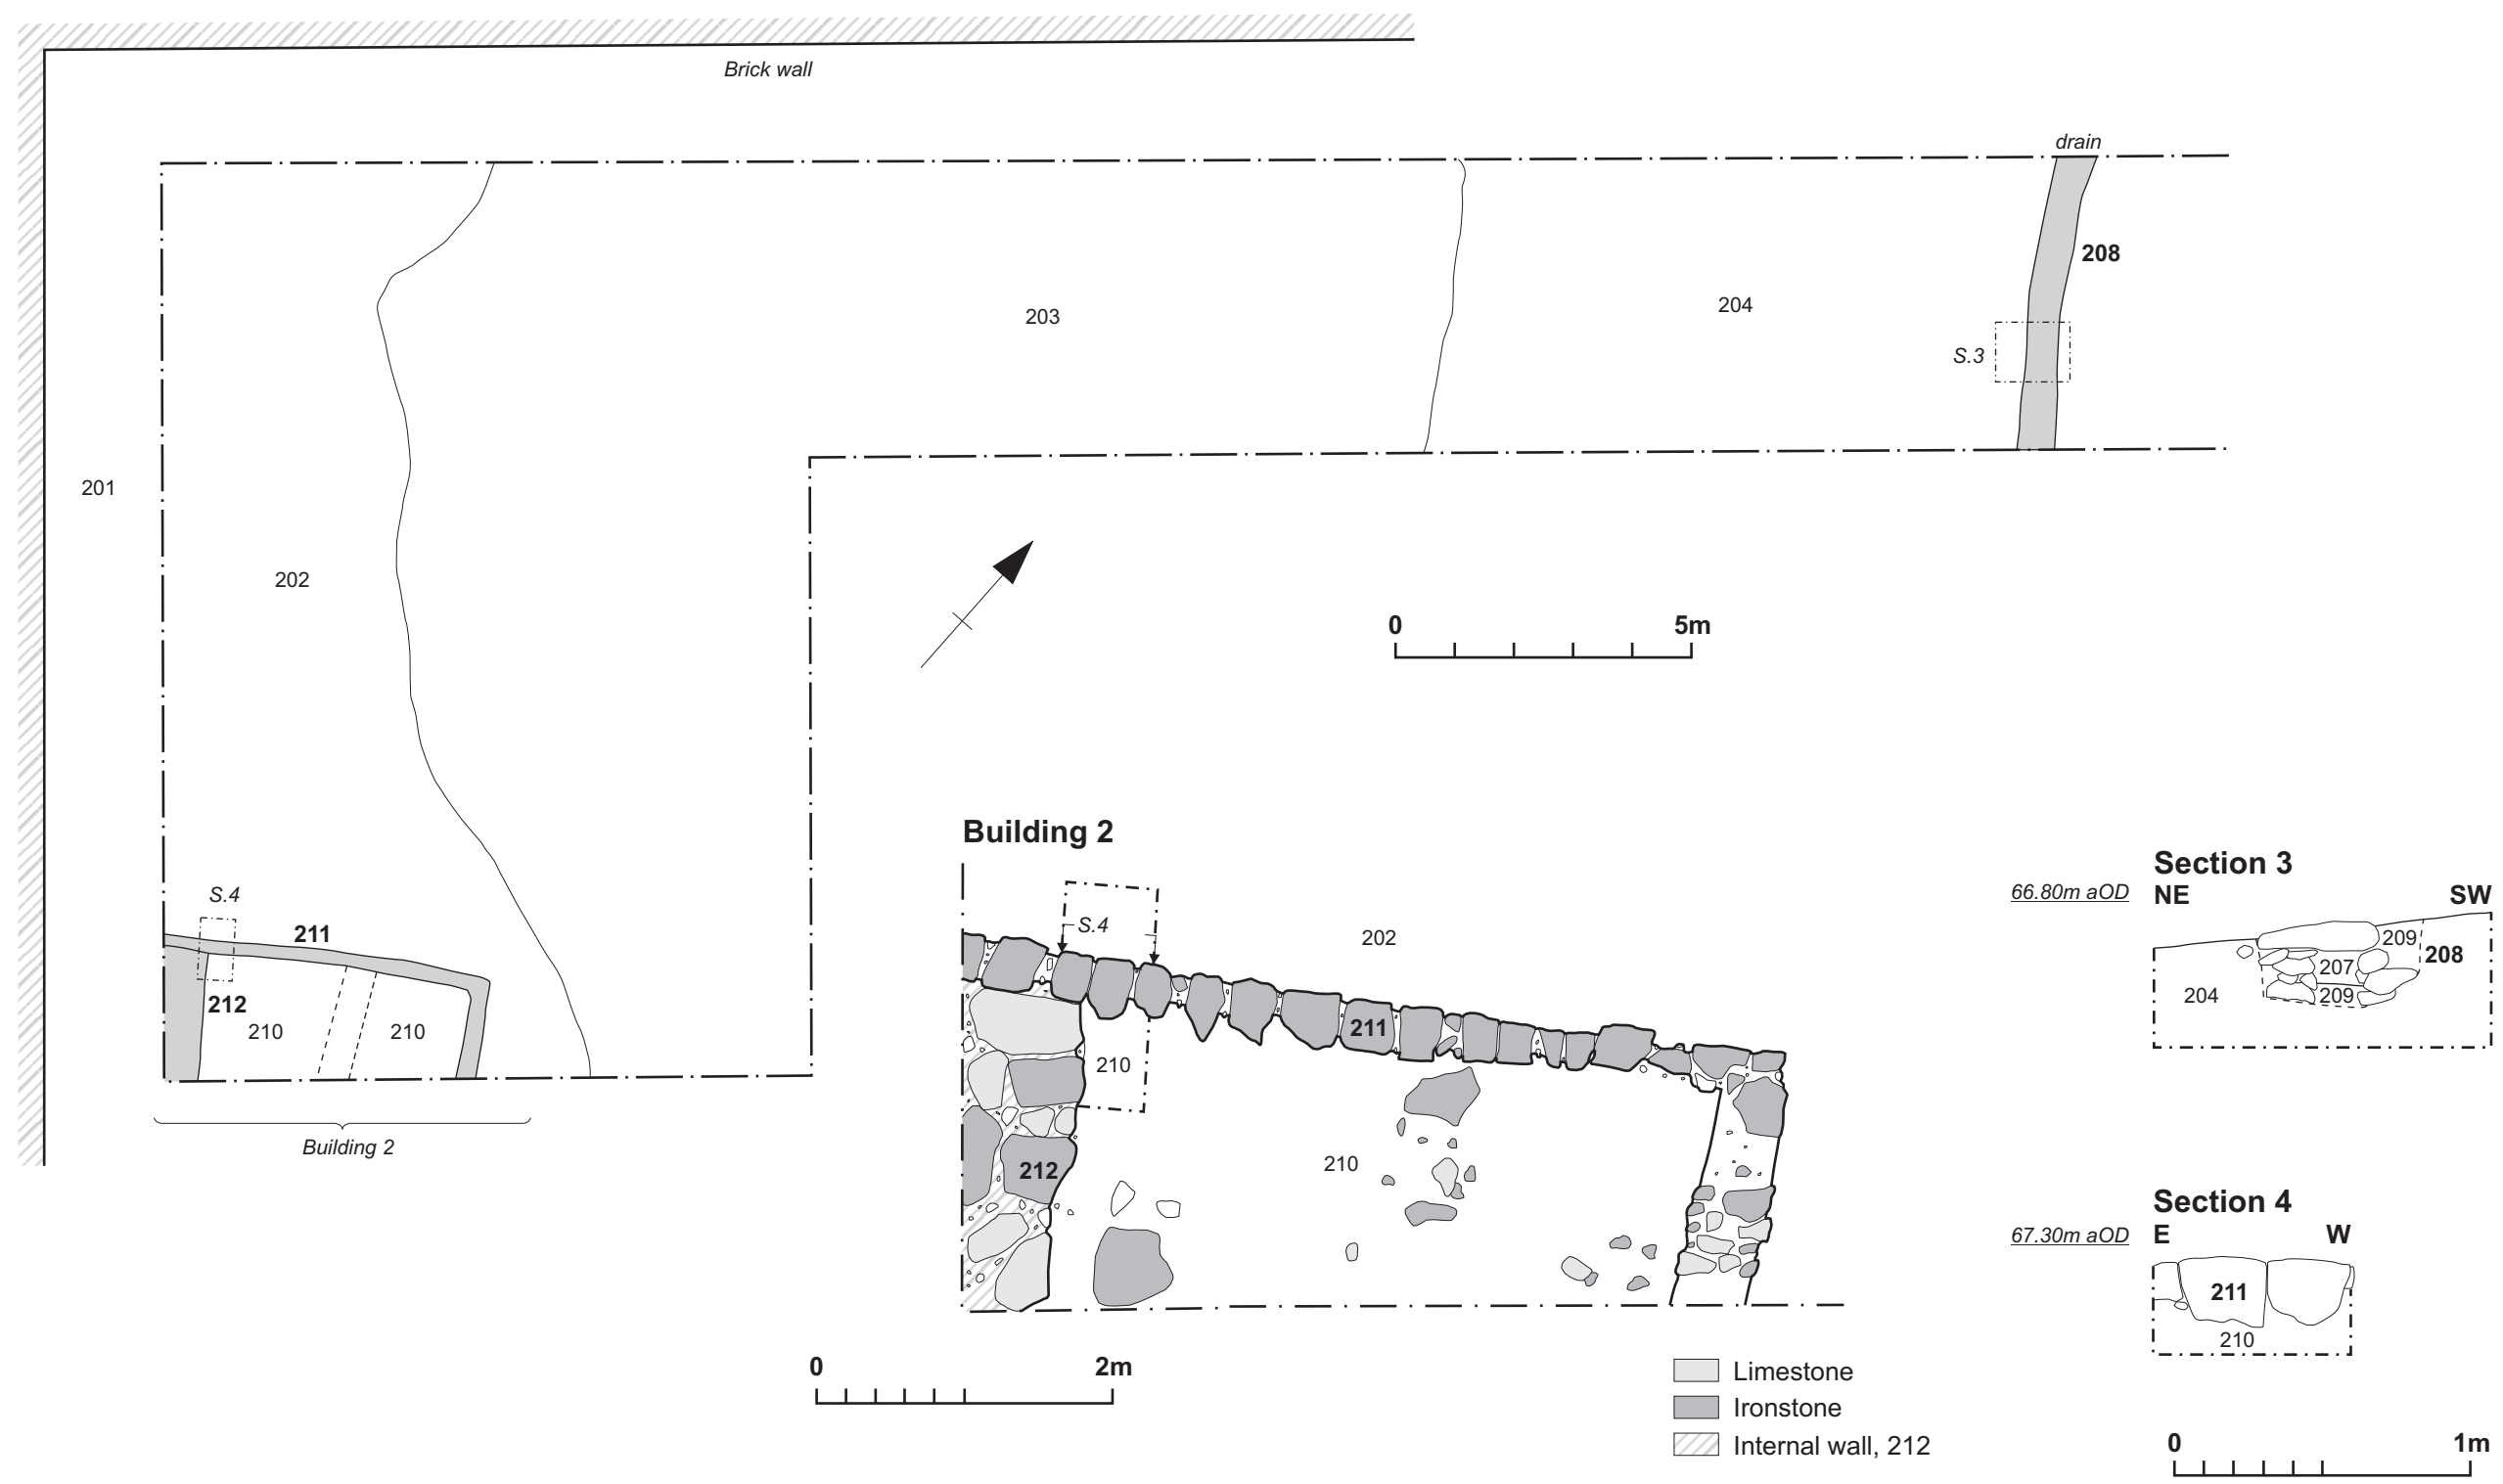 Brick wall
drain
208
203
204
S.3
201
202
0 5m
S.4
211
212
210
210
Building 2
Building 2
S.4
202
211
210
212
210
0 2m
Limestone
Ironstone
Internal wall, 212
Section 3
66.80m aOD NE SW
209
208
207
204
209
Section 4
67.30m aOD E W
211
210
0 1m